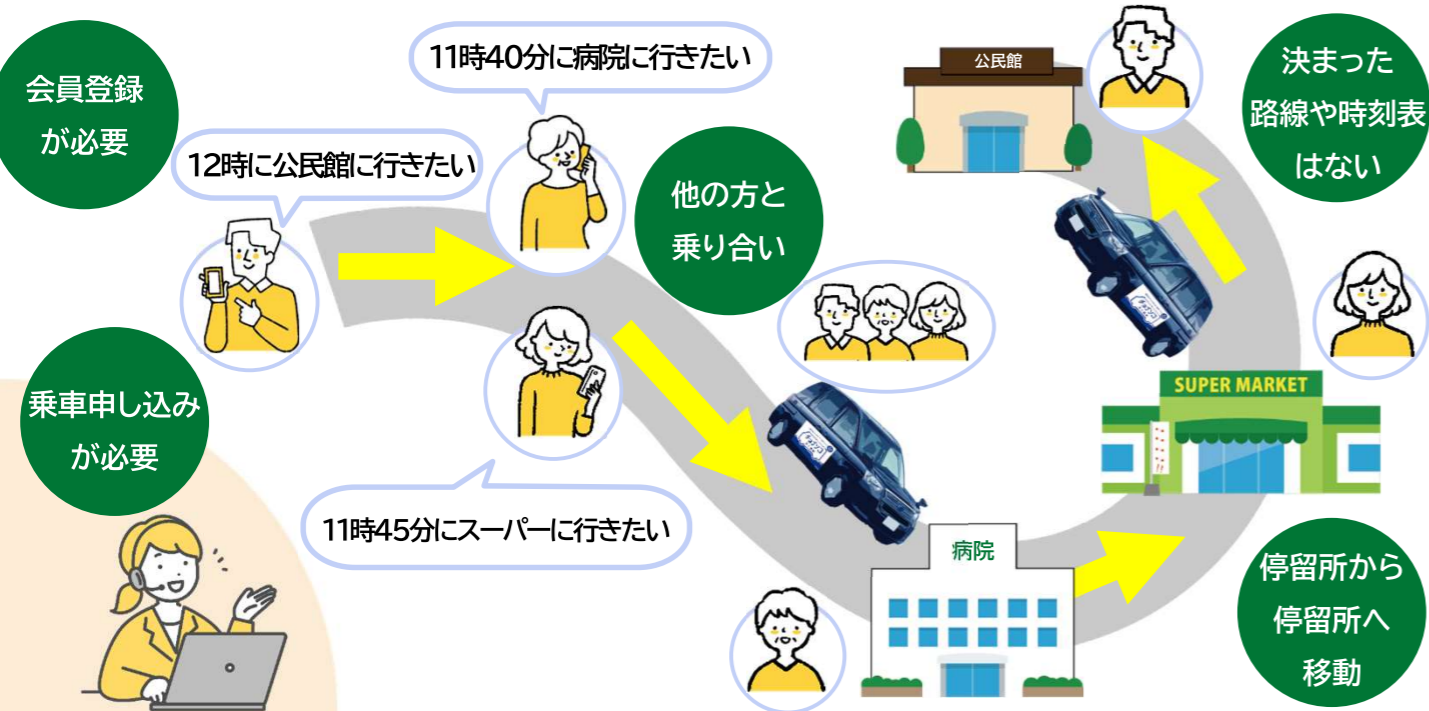 会員登録
が必要
11時40分に病院に行きたい
12時に公民館に行きたい
他の方と
乗り合い
公民館
決まった
路線や時刻表
はない
乗車申し込み
が必要
11時45分にスーパーに行きたい
SUPER MARKET
病院
停留所から
停留所へ
移動